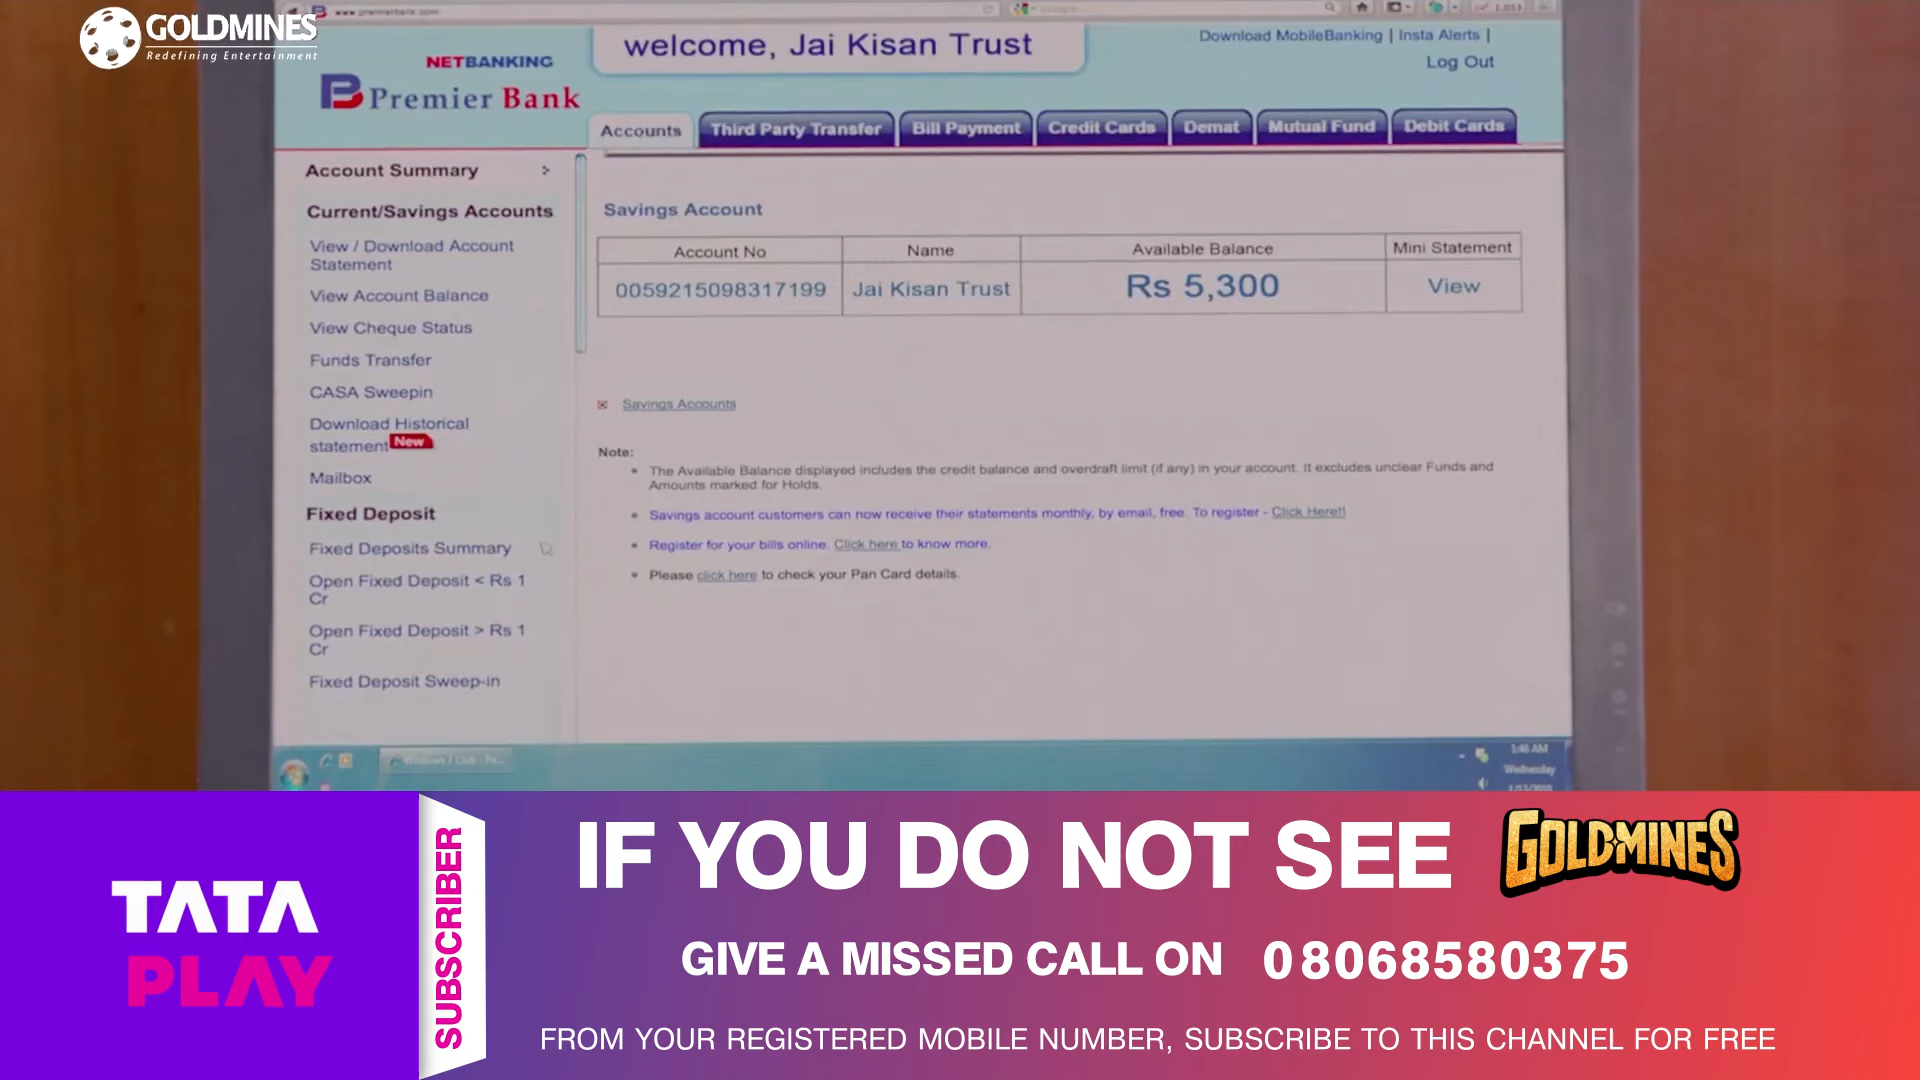 GOLDMINES
Redefining Entertainment
www.premierbank.com
NETBANKING
Premier Bank
welcome, Jai Kisan Trust
Download MobileBanking | Insta Alerts |
Log Out
Accounts
Third Party Transfer
Bill Payment
Credit Cards
Demat
Mutual Fund
Debit Cards
Account Summary >
Current/Savings Accounts
View / Download Account
Statement
View Account Balance
View Cheque Status
Funds Transfer
CASA Sweepin
Download Historical
statement New
Mailbox
Fixed Deposit
Fixed Deposits Summary
Open Fixed Deposit < Rs 1
Cr
Open Fixed Deposit > Rs 1
Cr
Fixed Deposit Sweep-in
Savings Account
Account No Name Available Balance Mini Statement
0059215098317199 Jai Kisan Trust Rs 5,300 View
Savings Accounts
Note:
The Available Balance displayed includes the credit balance and overdraft limit (if any) in your account. It excludes unclear Funds and
Amounts marked for Holds.
Savings account customers can now receive their statements monthly, by email, free. To register - Click Here!!
Register for your bills online. Click here to know more.
Please click here to check your Pan Card details.
1:46 AM
Wednesday
TATA
PLAY
SUBSCRIBER
IF YOU DO NOT SEE GOLDMINES
GIVE A MISSED CALL ON 08068580375
FROM YOUR REGISTERED MOBILE NUMBER, SUBSCRIBE TO THIS CHANNEL FOR FREE